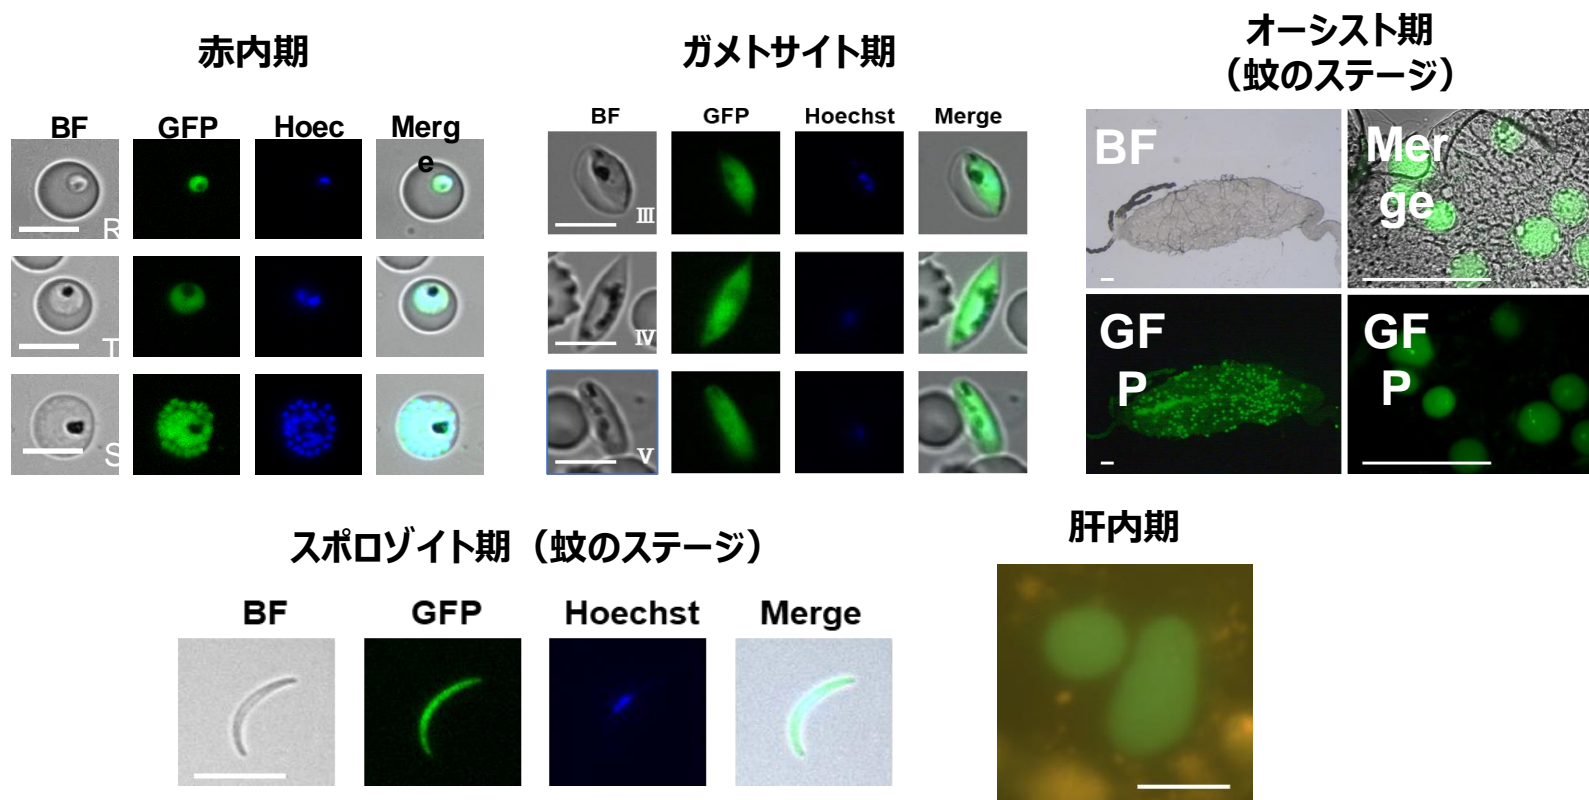 赤内期
BF GFP Hoec Merg
e
R
T
S
ガメトサイト期
BF GFP Hoechst Merge
Ⅲ
Ⅳ
Ⅴ
オーシスト期
（蚊のステージ）
BF
Mer
ge
GF
P
GF
P
スポロゾイト期（蚊のステージ）
BF GFP Hoechst Merge
肝内期